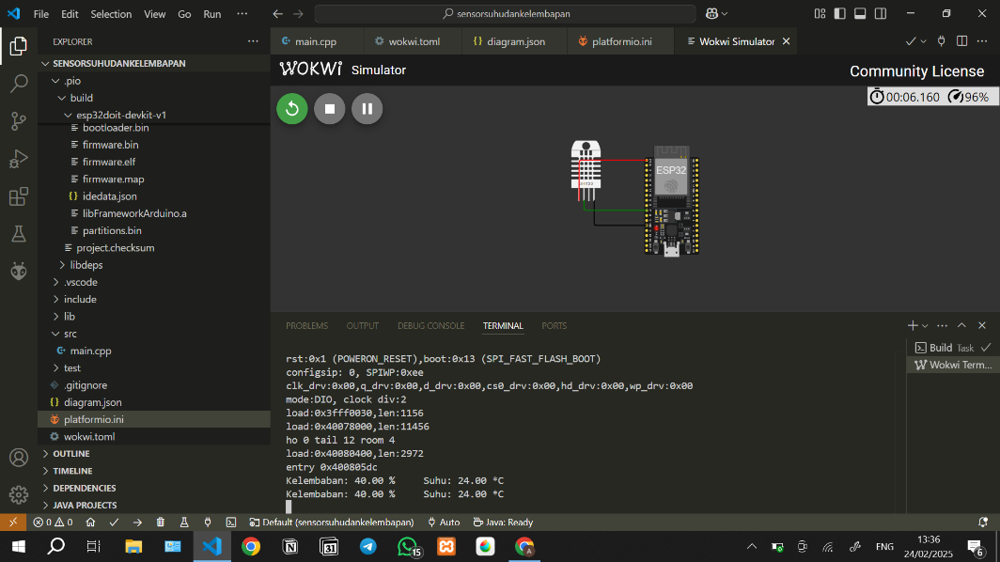 File Edit Selection View Go Run ··· sensorsuhudankelembapan
EXPLORER ···
SENSORSUHUDANKELEMBAPAN
.pio
build
esp32doit-devkit-v1
bootloader.bin
firmware.bin
firmware.elf
firmware.map
{} idedata.json
libFrameworkArduino.a
partitions.bin
project.checksum
libdeps
.vscode
include
lib
src
main.cpp
test
.gitignore
{} diagram.json
platformio.ini
wokwi.toml
OUTLINE
TIMELINE
DEPENDENCIES
JAVA PROJECTS
main.cpp wokwi.toml {} diagram.json platformio.ini Wokwi Simulator
WOKWi Simulator Community License
00:06.160 96%
ESP32
PROBLEMS OUTPUT DEBUG CONSOLE TERMINAL PORTS
Build Task
Wokwi Term...
rst:0x1 (POWERON_RESET),boot:0x13 (SPI_FAST_FLASH_BOOT)
configsip: 0, SPIWP:0xee
clk_drv:0x00,q_drv:0x00,d_drv:0x00,cs0_drv:0x00,hd_drv:0x00,wp_drv:0x00
mode:DIO, clock div:2
load:0x3fff0030,len:1156
load:0x40078000,len:11456
ho 0 tail 12 room 4
load:0x40080400,len:2972
entry 0x400805dc
Kelembaban: 40.00 % Suhu: 24.00 *C
Kelembaban: 40.00 % Suhu: 24.00 *C
0 0 Default (sensorsuhudankelembapan) Auto Java: Ready
31 15 A ENG 13:36 6
24/02/2025